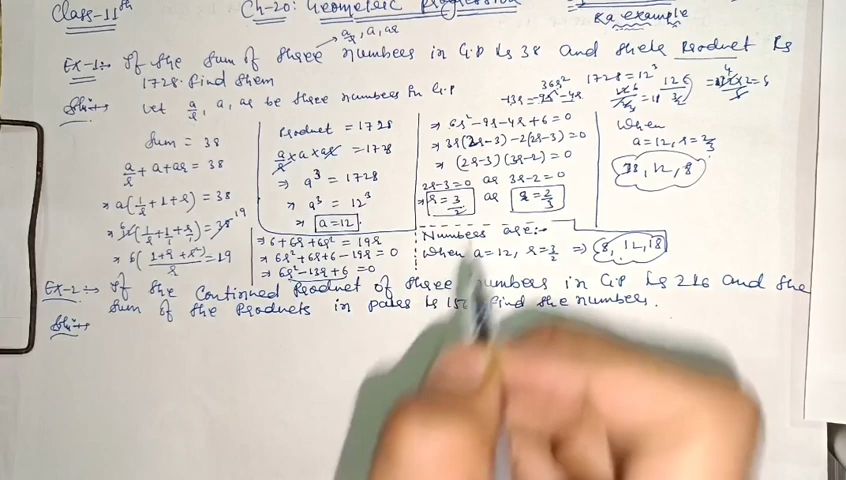 Class-11th
Ch-20: Geometric Progression
example
a/r, a, ar
Ex-1:→ If the sum of three numbers in G.P is 38 and their Product is
1728. find them
Sol:→ Let a/r, a, ar be three numbers in G.P
Sum = 38
a/r + a + ar = 38
⇒ a(1/r + 1 + r) = 38
⇒ 6(1+r+r²/r) = 19
Product = 1728
a/r × a × ar = 1728
⇒ a³ = 1728
⇒ a³ = 12³
⇒ a=12
⇒ 6+6r+6r² = 19r
⇒ 6r²+6r+6-19r = 0
⇒ 6r²-13r+6 = 0
36r²
-13r = -9r-4r
⇒ 6r²-9r-4r+6 = 0
⇒ 3r(2r-3)-2(2r-3) = 0
⇒ (2r-3)(3r-2) = 0
2r-3=0 or 3r-2=0
⇒ r = 3/2 or r = 2/3
1728 = 12³
When
a=12, r=2/3
18, 12, 8
Numbers are:-
When a=12, r=3/2 ⇒ 8, 12, 18
Ex-2:→ If the Continued Product of three numbers in G.P is 216 and the
Sum of the Products in pairs is find the numbers.
Sol:→